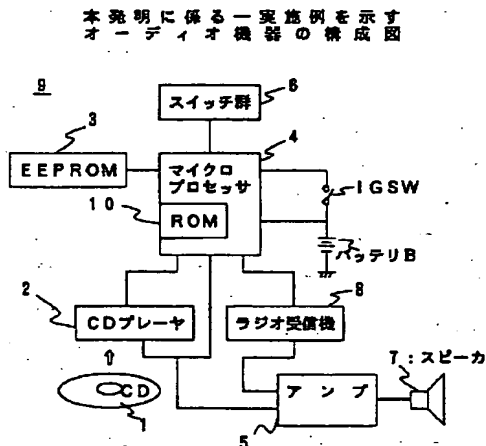 本発明に係る一実施例を示す
オーディオ機器の構成図
9
スイッチ群
6
3
4
EEPROM
マイクロ
プロセッサ
IGSW
10
ROM
バッテリB
2
8
CDプレーヤ
ラジオ受信機
7:スピーカ
CD
1
アンプ
5